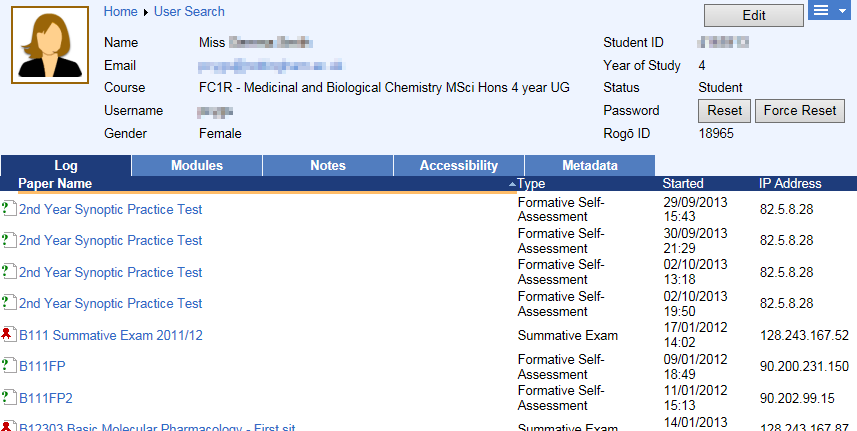 Home ▸ User Search
Edit
Name Miss
Student ID
Email
Year of Study 4
Course FC1R - Medicinal and Biological Chemistry MSci Hons 4 year UG
Status Student
Username
Password Reset Force Reset
Gender Female
Rogō ID 18965
Log Modules Notes Accessibility Metadata
Paper Name Type Started IP Address
2nd Year Synoptic Practice Test Formative Self-Assessment 29/09/2013 15:43 82.5.8.28
2nd Year Synoptic Practice Test Formative Self-Assessment 30/09/2013 21:29 82.5.8.28
2nd Year Synoptic Practice Test Formative Self-Assessment 02/10/2013 13:18 82.5.8.28
2nd Year Synoptic Practice Test Formative Self-Assessment 02/10/2013 19:50 82.5.8.28
B111 Summative Exam 2011/12 Summative Exam 17/01/2012 14:02 128.243.167.52
B111FP Formative Self-Assessment 09/01/2012 18:49 90.200.231.150
B111FP2 Formative Self-Assessment 11/01/2012 15:13 90.202.99.15
B12303 Basic Molecular Pharmacology - First sit Summative Exam 14/01/2013 128.243.167.87